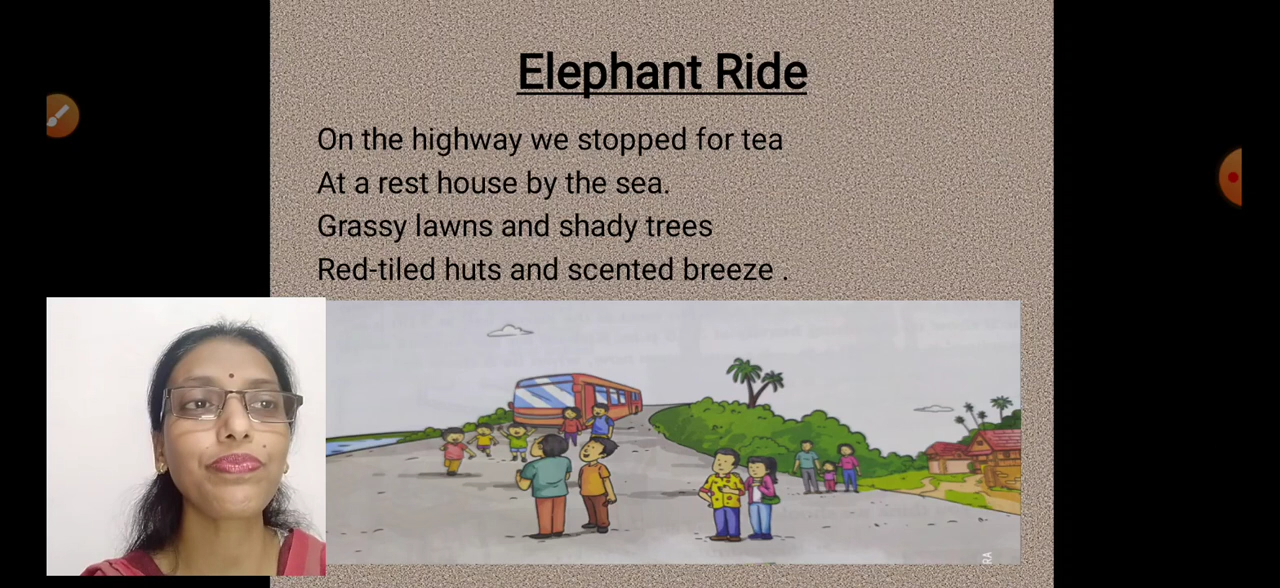 Elephant Ride
On the highway we stopped for tea
At a rest house by the sea.
Grassy lawns and shady trees
Red-tiled huts and scented breeze .
RA